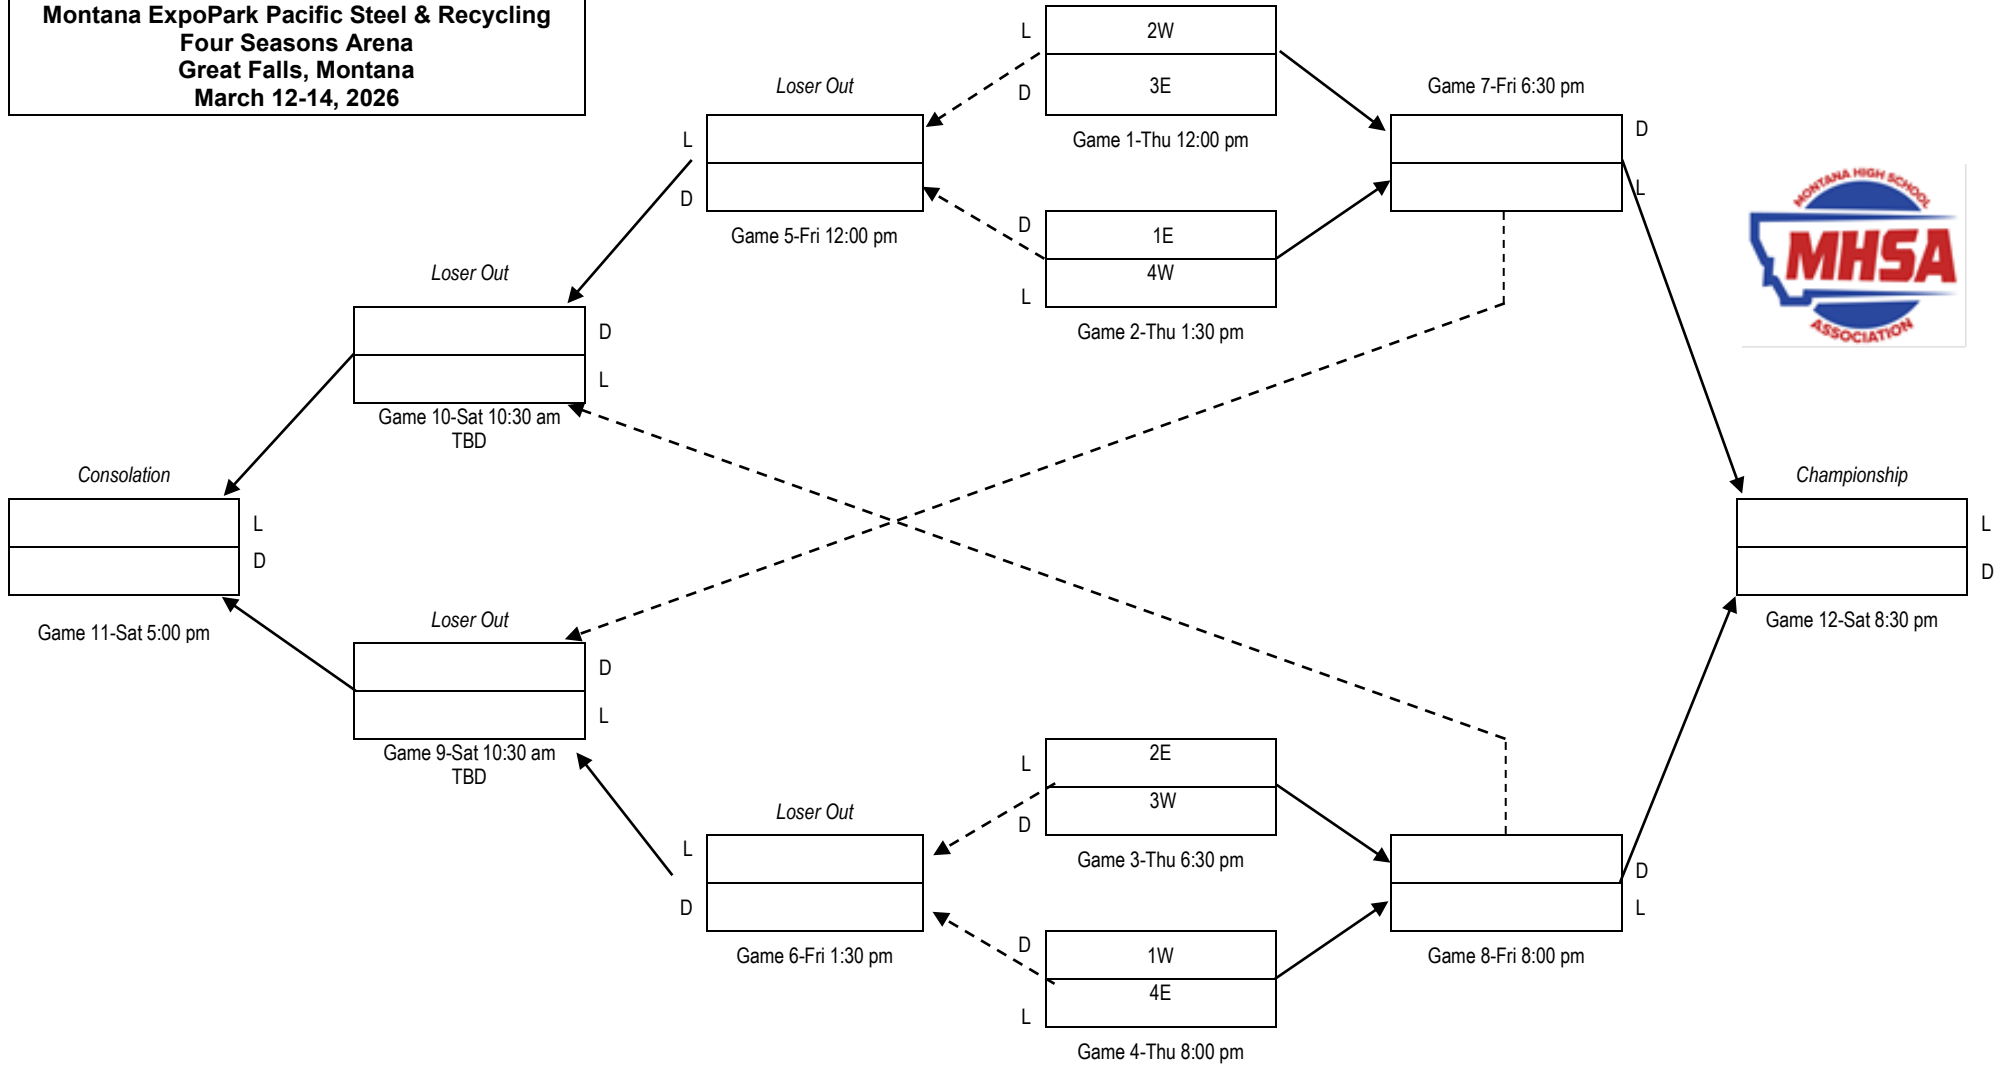 Montana ExpoPark Pacific Steel & Recycling
Four Seasons Arena
Great Falls, Montana
March 12-14, 2026
L
2W
D
3E
Game 1-Thu 12:00 pm
Loser Out
L
D
Game 5-Fri 12:00 pm
Game 7-Fri 6:30 pm
D
L
D
1E
4W
L
Game 2-Thu 1:30 pm
MONTANA HIGH SCHOOL
MHSA
ASSOCIATION
Loser Out
D
L
Game 10-Sat 10:30 am
TBD
Consolation
L
D
Game 11-Sat 5:00 pm
Championship
L
D
Game 12-Sat 8:30 pm
Loser Out
D
L
Game 9-Sat 10:30 am
TBD
L
2E
3W
D
Game 3-Thu 6:30 pm
Loser Out
L
D
Game 6-Fri 1:30 pm
D
L
Game 8-Fri 8:00 pm
D
1W
4E
L
Game 4-Thu 8:00 pm